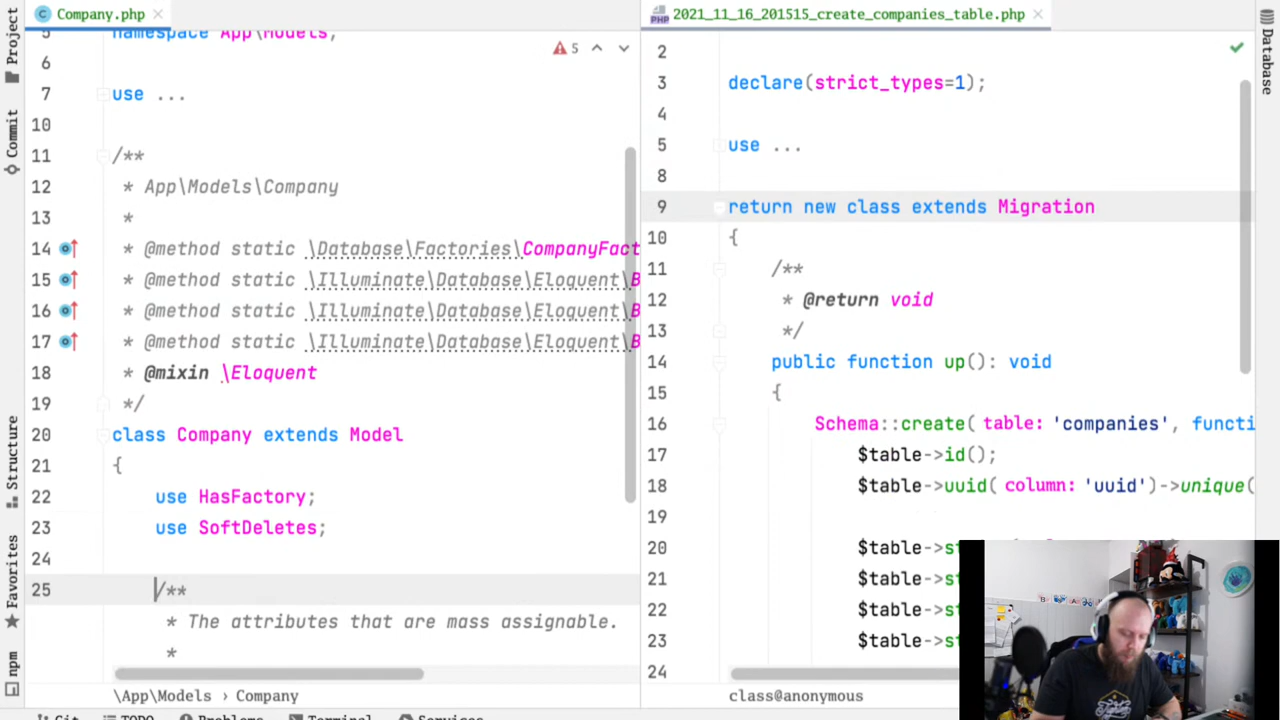 Company.php
2021_11_16_201515_create_companies_table.php
Project
Commit
Structure
Favorites
npm
Database
5
5 namespace App\Models;
6
7 use ...
10
11 /**
12 * App\Models\Company
13 *
14 * @method static \Database\Factories\CompanyFact
15 * @method static \Illuminate\Database\Eloquent\B
16 * @method static \Illuminate\Database\Eloquent\B
17 * @method static \Illuminate\Database\Eloquent\B
18 * @mixin \Eloquent
19 */
20 class Company extends Model
21 {
22 use HasFactory;
23 use SoftDeletes;
24
25 /**
* The attributes that are mass assignable.
*
\App\Models › Company
PHP
2
3 declare(strict_types=1);
4
5 use ...
8
9 return new class extends Migration
10 {
11 /**
12 * @return void
13 */
14 public function up(): void
15 {
16 Schema::create( table: 'companies', functi
17 $table->id();
18 $table->uuid( column: 'uuid')->unique(
19
20 $table->st
21 $table->st
22 $table->st
23 $table->st
24
class@anonymous
Git TODO Problems Terminal Services